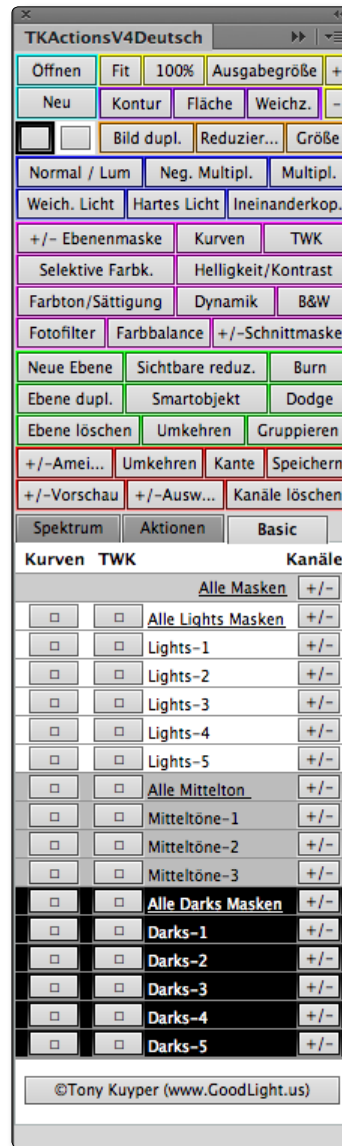 TKActionsV4Deutsch
Öffnen Fit 100% Ausgabegröße +
Neu Kontur Fläche Weichz. -
Bild dupl. Reduzier... Größe
Normal / Lum Neg. Multipl. Multipl.
Weich. Licht Hartes Licht Ineinanderkop.
+/- Ebenenmaske Kurven TWK
Selektive Farbk. Helligkeit/Kontrast
Farbton/Sättigung Dynamik B&W
Fotofilter Farbbalance +/-Schnittmaske
Neue Ebene Sichtbare reduz. Burn
Ebene dupl. Smartobjekt Dodge
Ebene löschen Umkehren Gruppieren
+/-Amei... Umkehren Kante Speichern
+/-Vorschau +/-Ausw... Kanäle löschen
Spektrum Aktionen Basic
Kurven TWK Kanäle
Alle Masken +/-
Alle Lights Masken +/-
Lights-1 +/-
Lights-2 +/-
Lights-3 +/-
Lights-4 +/-
Lights-5 +/-
Alle Mittelton +/-
Mitteltöne-1 +/-
Mitteltöne-2 +/-
Mitteltöne-3 +/-
Alle Darks Masken +/-
Darks-1 +/-
Darks-2 +/-
Darks-3 +/-
Darks-4 +/-
Darks-5 +/-
©Tony Kuyper (www.GoodLight.us)